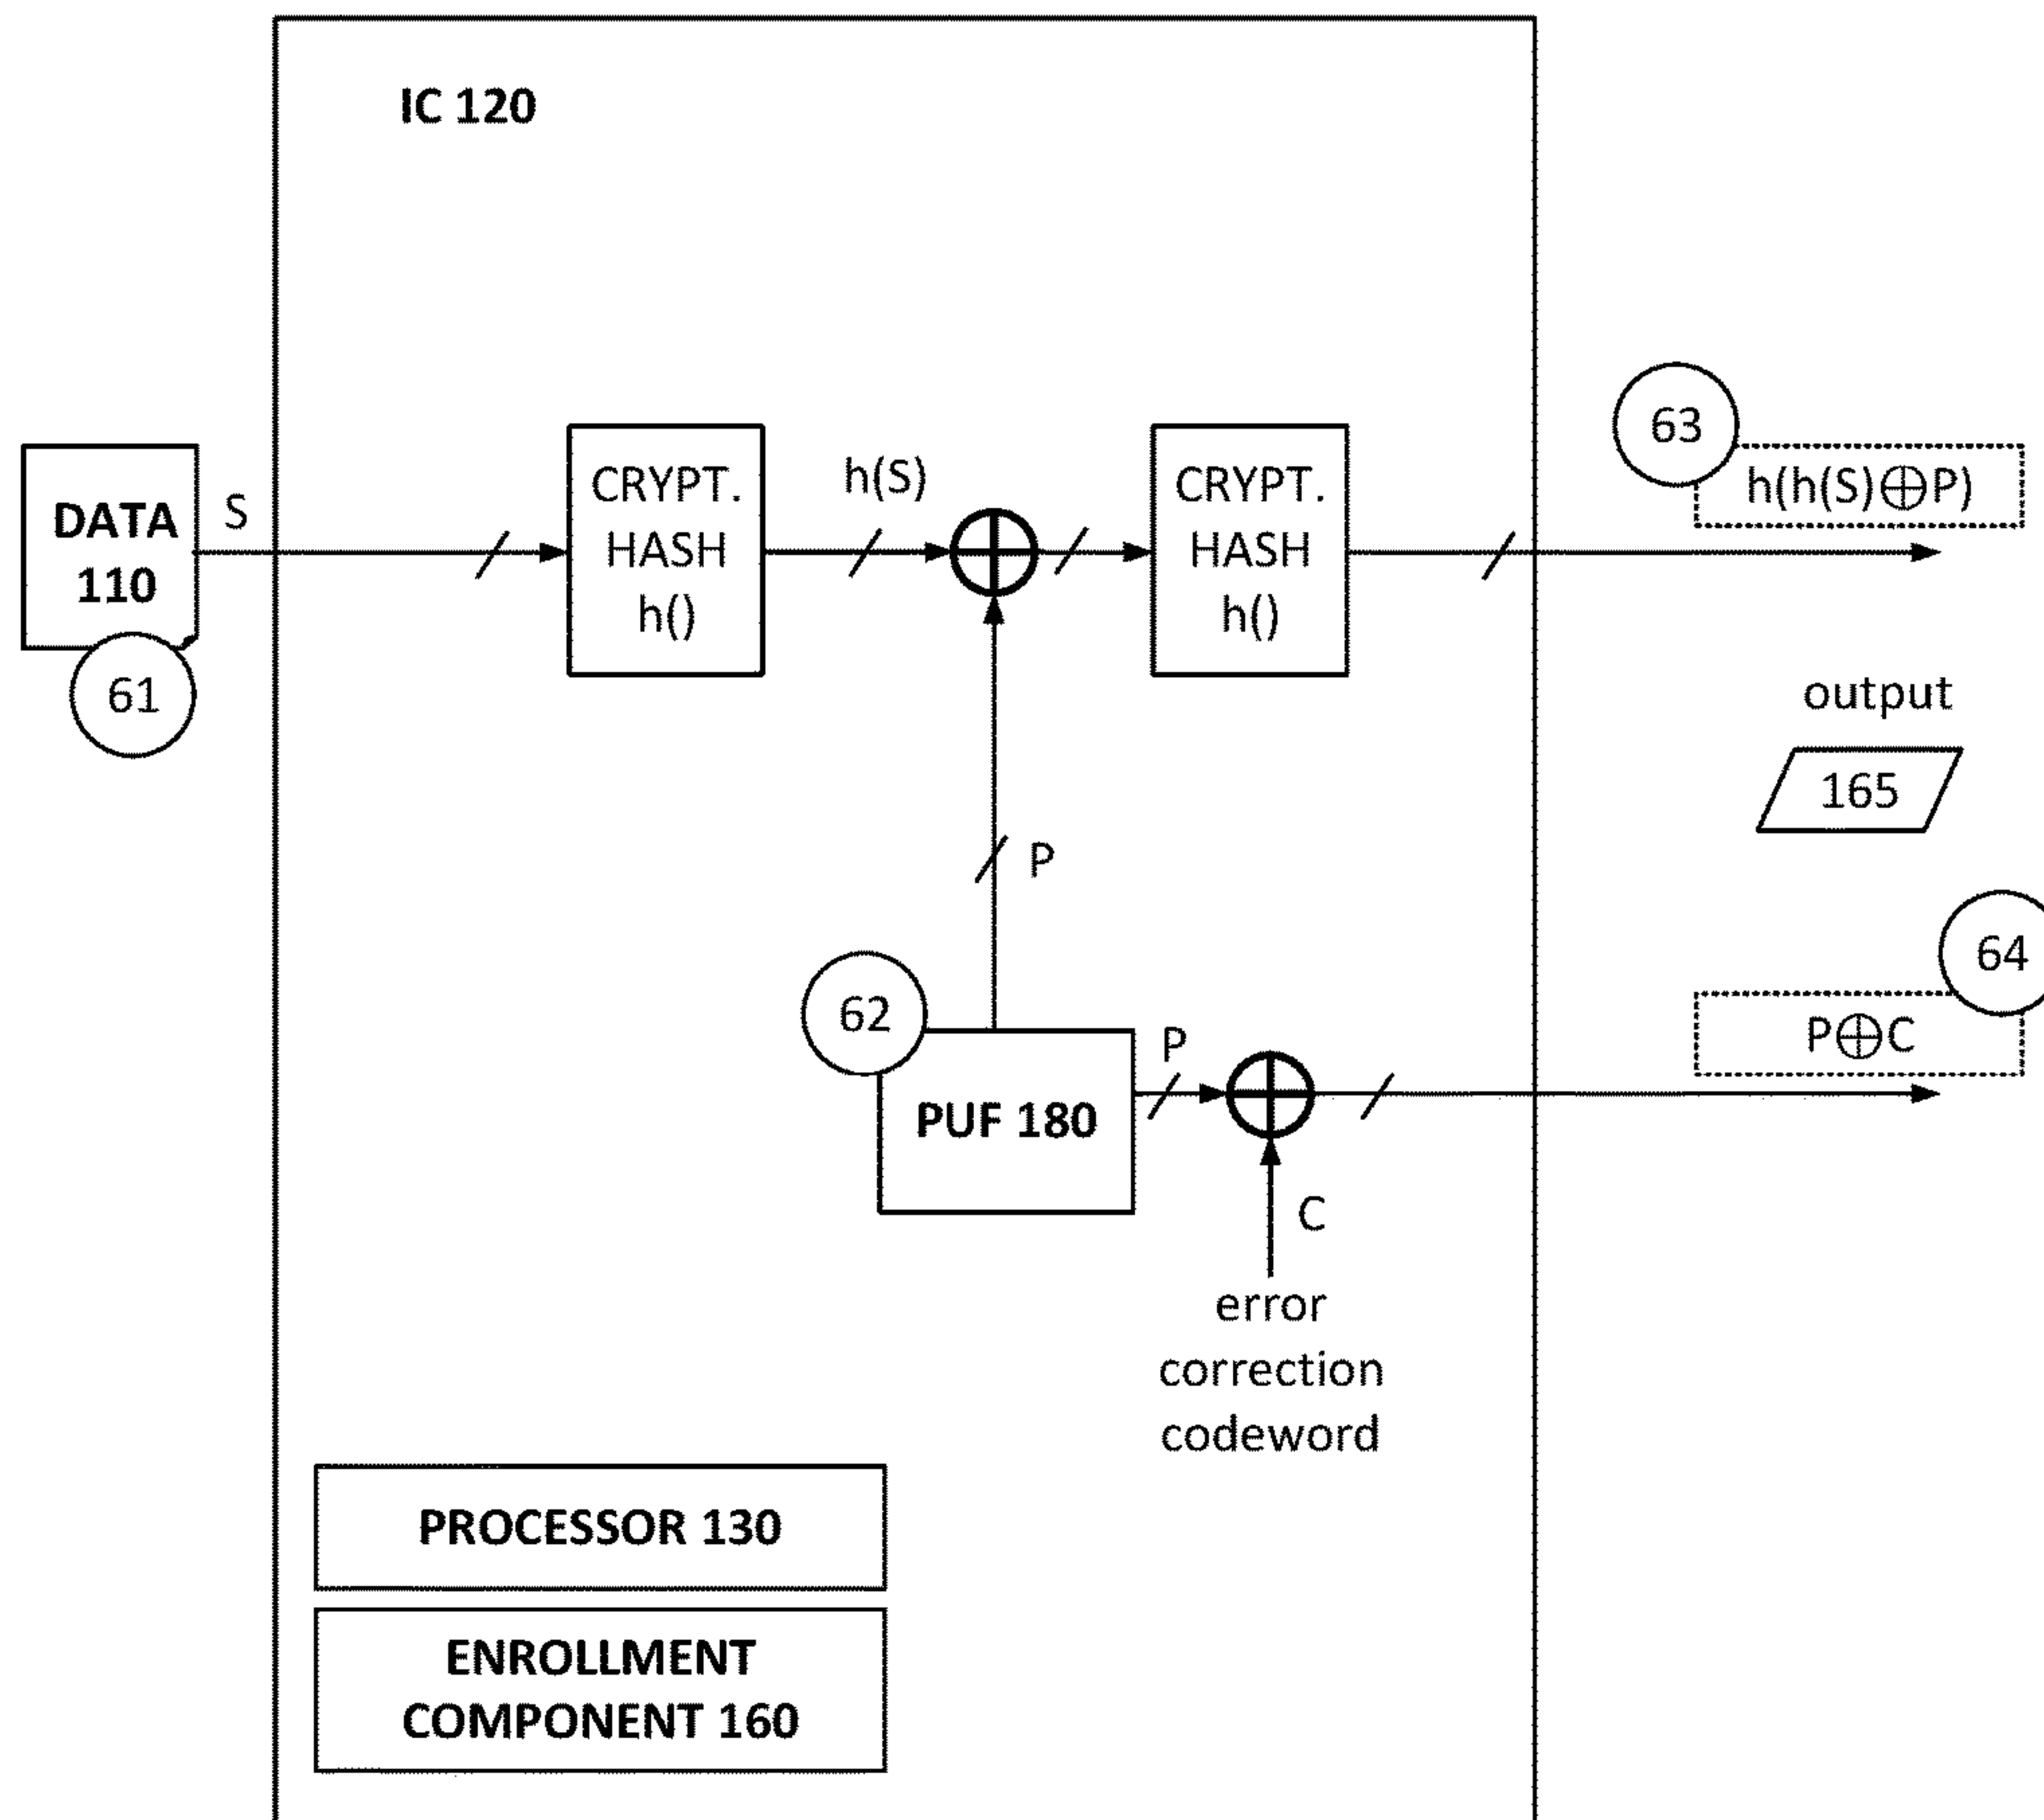 IC 120
DATA
110
S
61
CRYPT.
HASH
h()
h(S)
CRYPT.
HASH
h()
63
h(h(S)⊕P)
output
165
P
62
PUF 180
P
C
error
correction
codeword
64
P⊕C
PROCESSOR 130
ENROLLMENT
COMPONENT 160